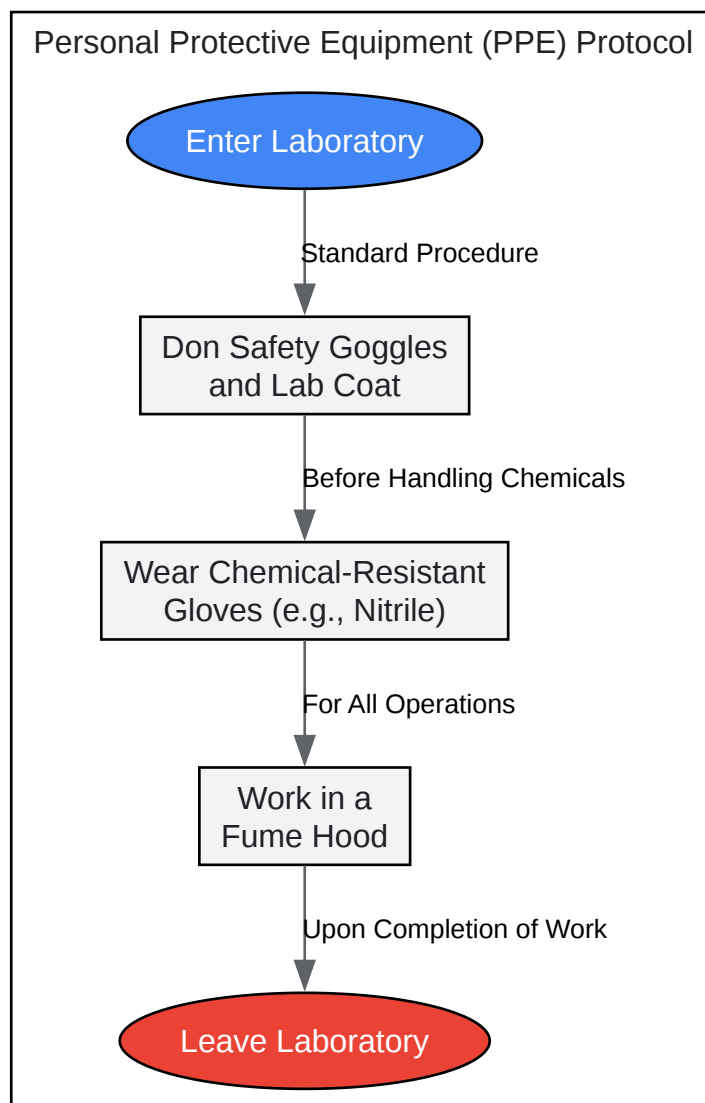 Personal Protective Equipment (PPE) Protocol
Enter Laboratory
Standard Procedure
Don Safety Goggles
and Lab Coat
Before Handling Chemicals
Wear Chemical-Resistant
Gloves (e.g., Nitrile)
For All Operations
Work in a
Fume Hood
Upon Completion of Work
Leave Laboratory